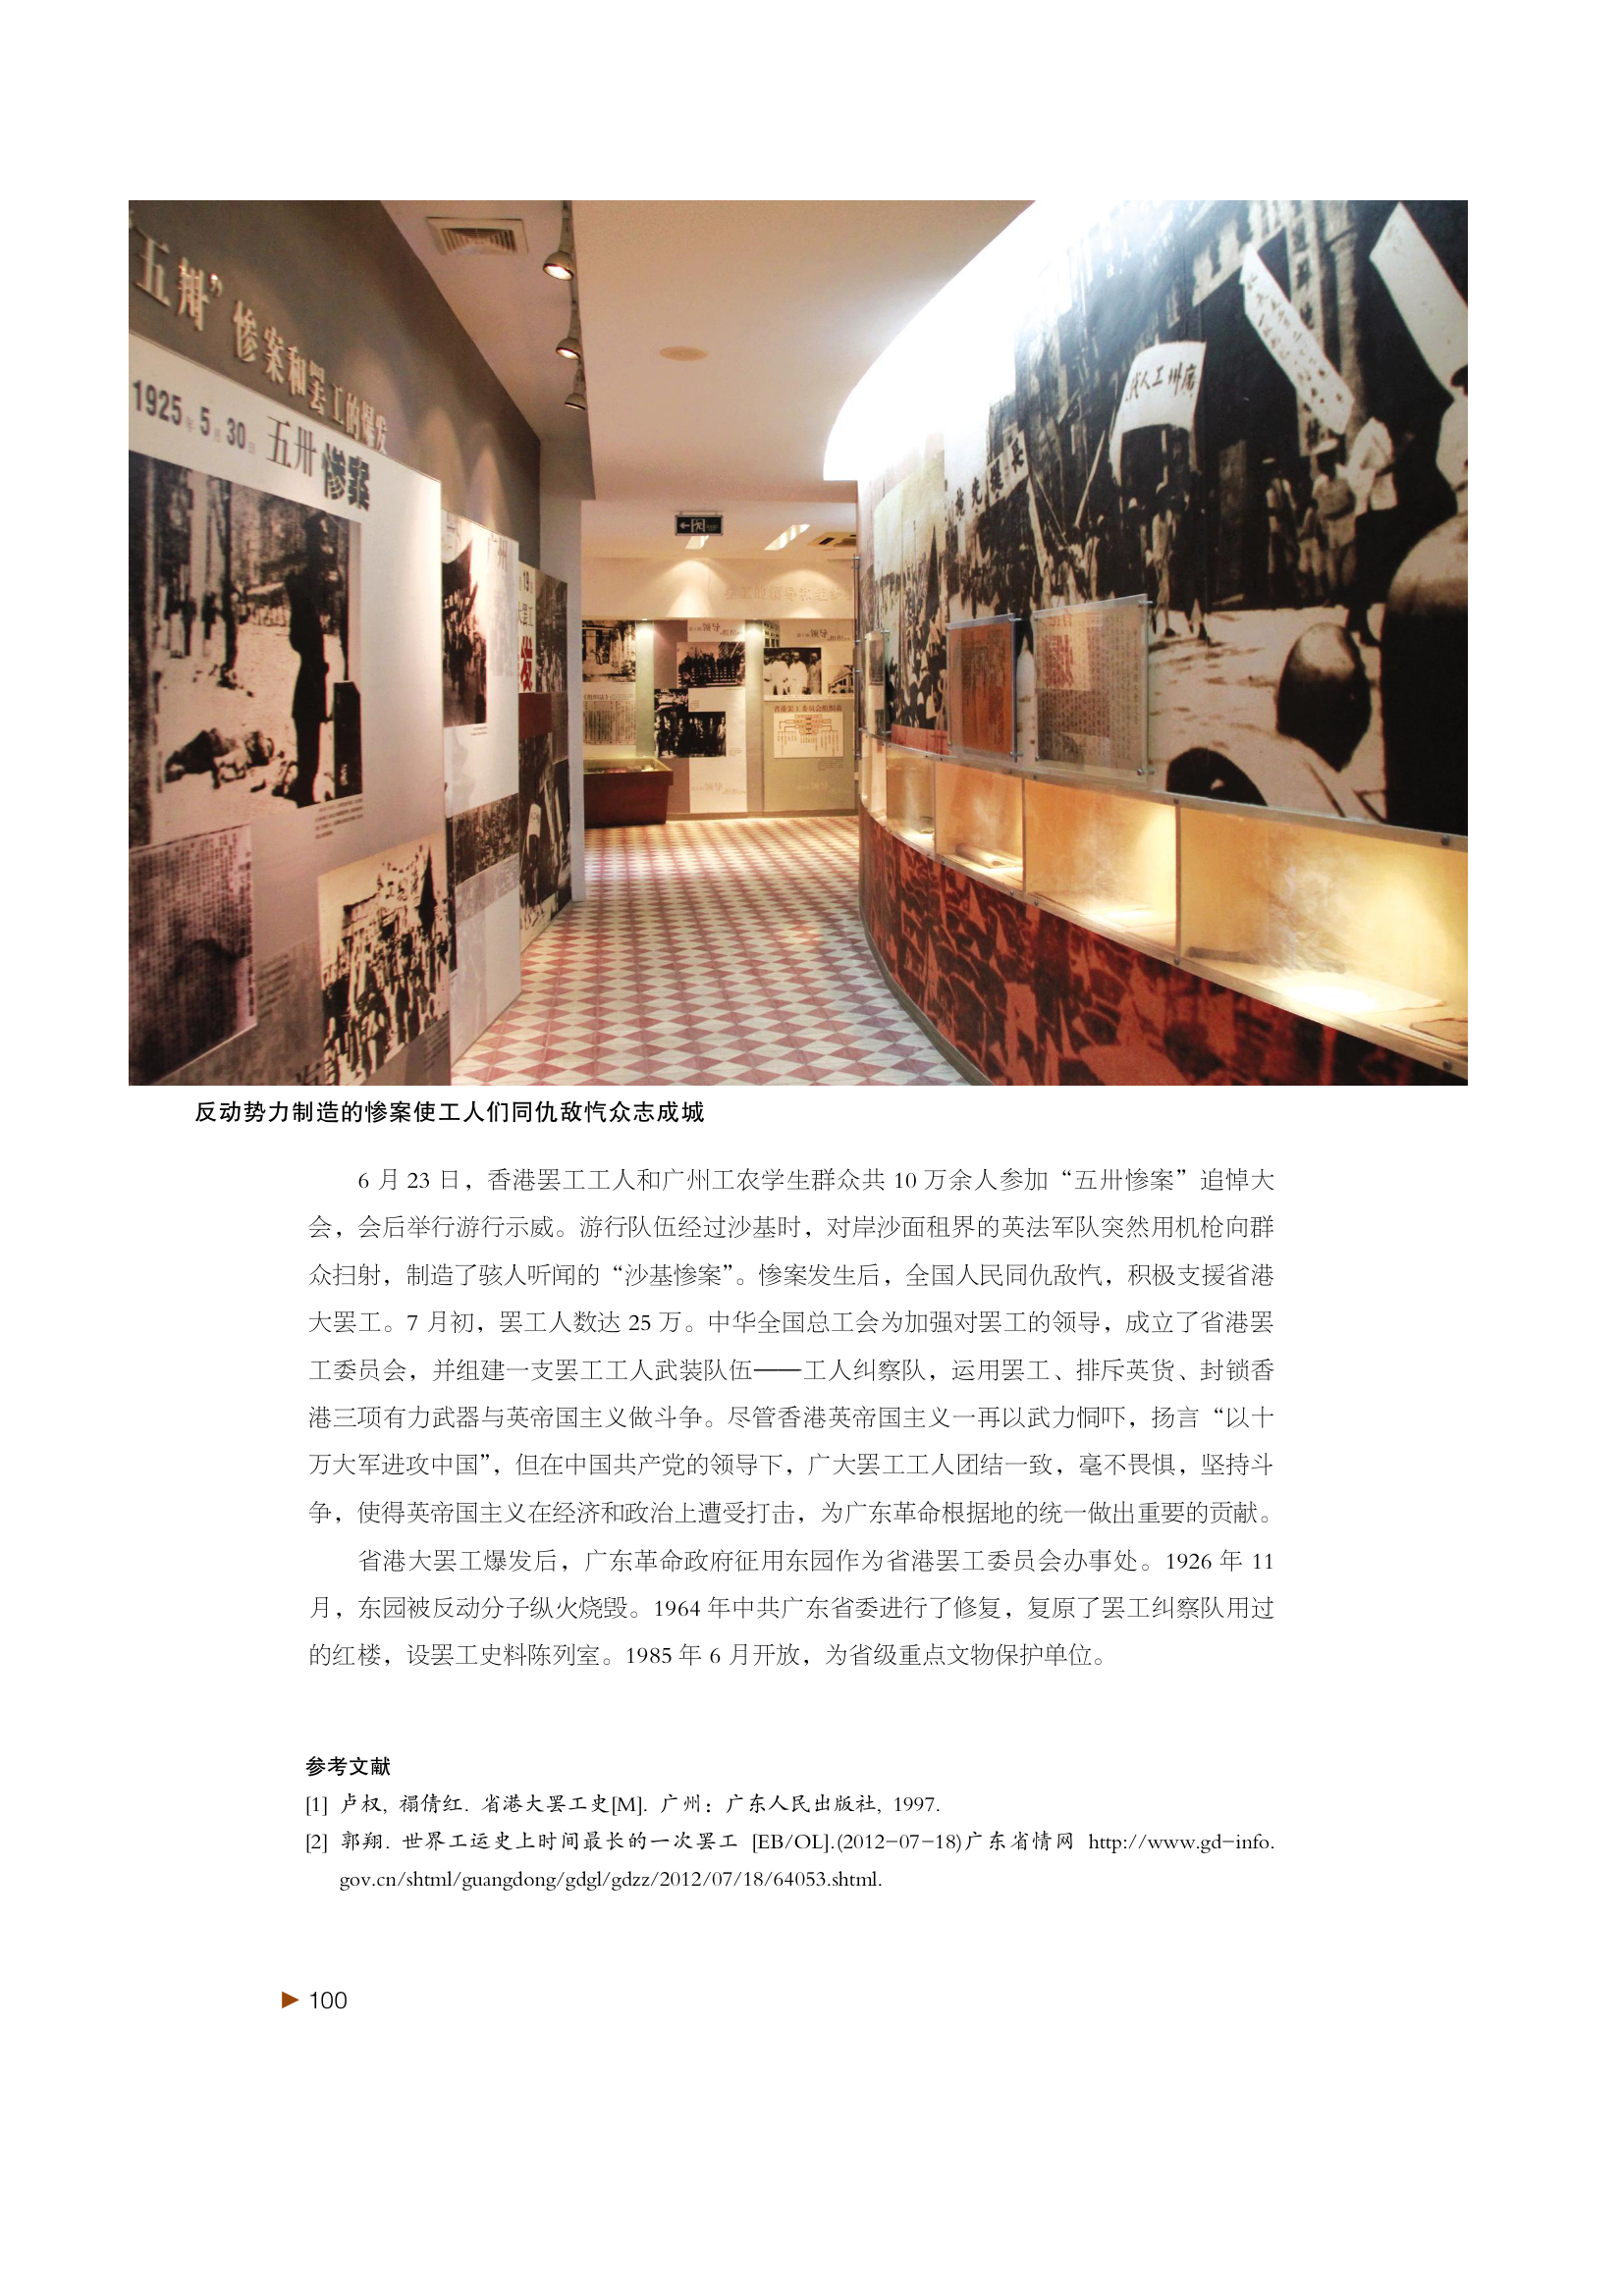 五卅”惨案和罢工的爆发
1925年5月30日 五卅惨案
广州工人代
省港罢工委员会组织表
反动势力制造的惨案使工人们同仇敌忾众志成城
6 月 23 日，香港罢工工人和广州工农学生群众共 10 万余人参加“五卅惨案”追悼大
会，会后举行游行示威。游行队伍经过沙基时，对岸沙面租界的英法军队突然用机枪向群
众扫射，制造了骇人听闻的“沙基惨案”。惨案发生后，全国人民同仇敌忾，积极支援省港
大罢工。7 月初，罢工人数达 25 万。中华全国总工会为加强对罢工的领导，成立了省港罢
工委员会，并组建一支罢工工人武装队伍——工人纠察队，运用罢工、排斥英货、封锁香
港三项有力武器与英帝国主义做斗争。尽管香港英帝国主义一再以武力恫吓，扬言“以十
万大军进攻中国”，但在中国共产党的领导下，广大罢工工人团结一致，毫不畏惧，坚持斗
争，使得英帝国主义在经济和政治上遭受打击，为广东革命根据地的统一做出重要的贡献。
省港大罢工爆发后，广东革命政府征用东园作为省港罢工委员会办事处。1926 年 11
月，东园被反动分子纵火烧毁。1964 年中共广东省委进行了修复，复原了罢工纠察队用过
的红楼，设罢工史料陈列室。1985 年 6 月开放，为省级重点文物保护单位。
参考文献
[1] 卢权, 禤倩红. 省港大罢工史[M]. 广州：广东人民出版社, 1997.
[2] 郭翔. 世界工运史上时间最长的一次罢工 [EB/OL].(2012-07-18)广东省情网 http://www.gd-info.
gov.cn/shtml/guangdong/gdgl/gdzz/2012/07/18/64053.shtml.
100